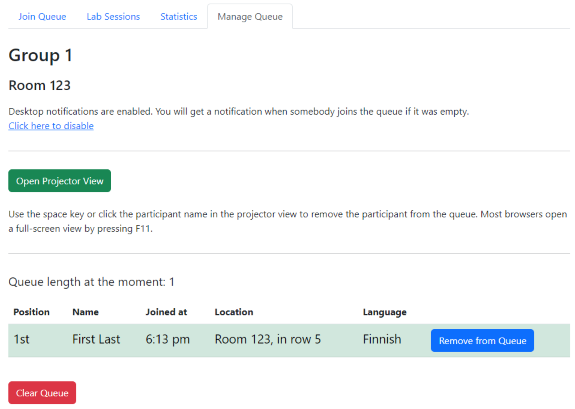 Join Queue Lab Sessions Statistics Manage Queue
Group 1
Room 123
Desktop notifications are enabled. You will get a notification when somebody joins the queue if it was empty.
Click here to disable
Open Projector View
Use the space key or click the participant name in the projector view to remove the participant from the queue. Most browsers open
a full-screen view by pressing F11.
Queue length at the moment: 1
Position Name Joined at Location Language
1st First Last 6:13 pm Room 123, in row 5 Finnish Remove from Queue
Clear Queue